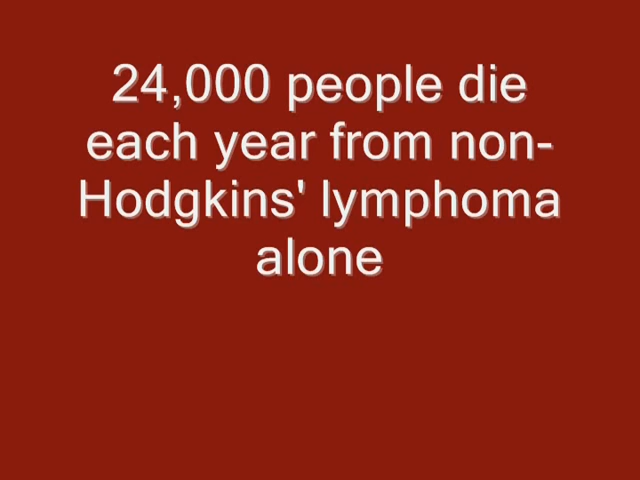 24,000 people die
each year from non-
Hodgkins' lymphoma
alone